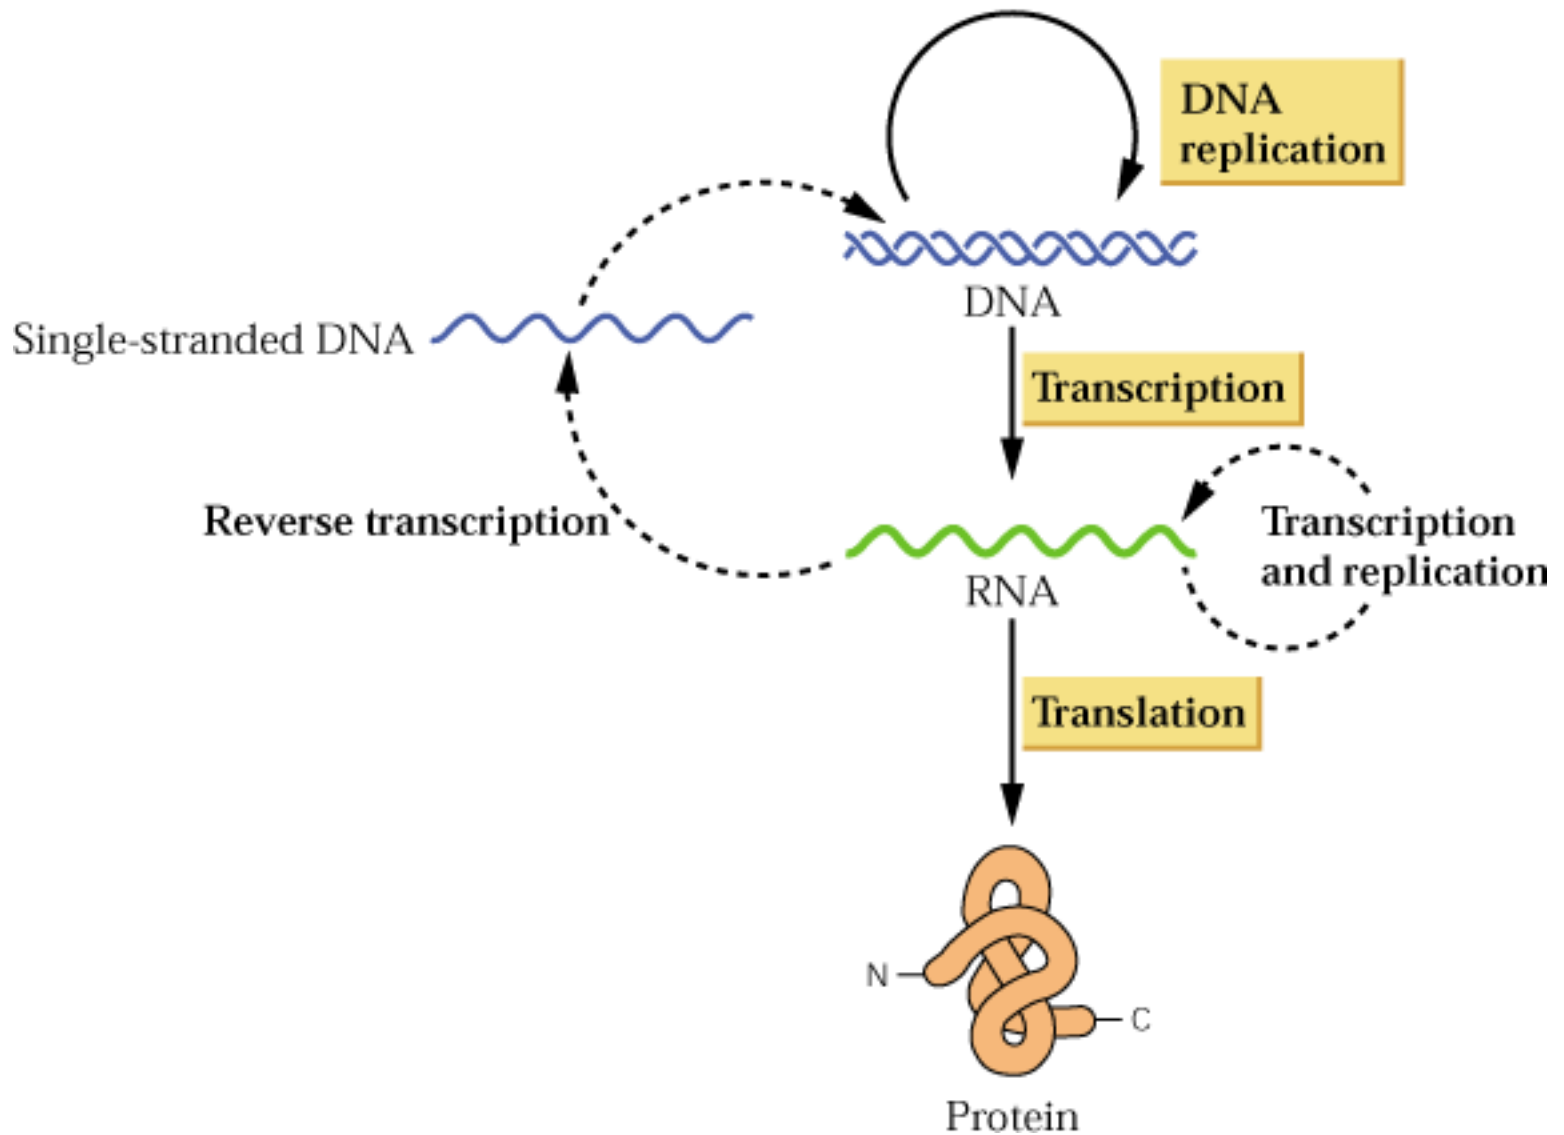 DNA
replication
DNA
Single-stranded DNA
Transcription
Reverse transcription
Transcription
and replication
RNA
Translation
N
C
Protein